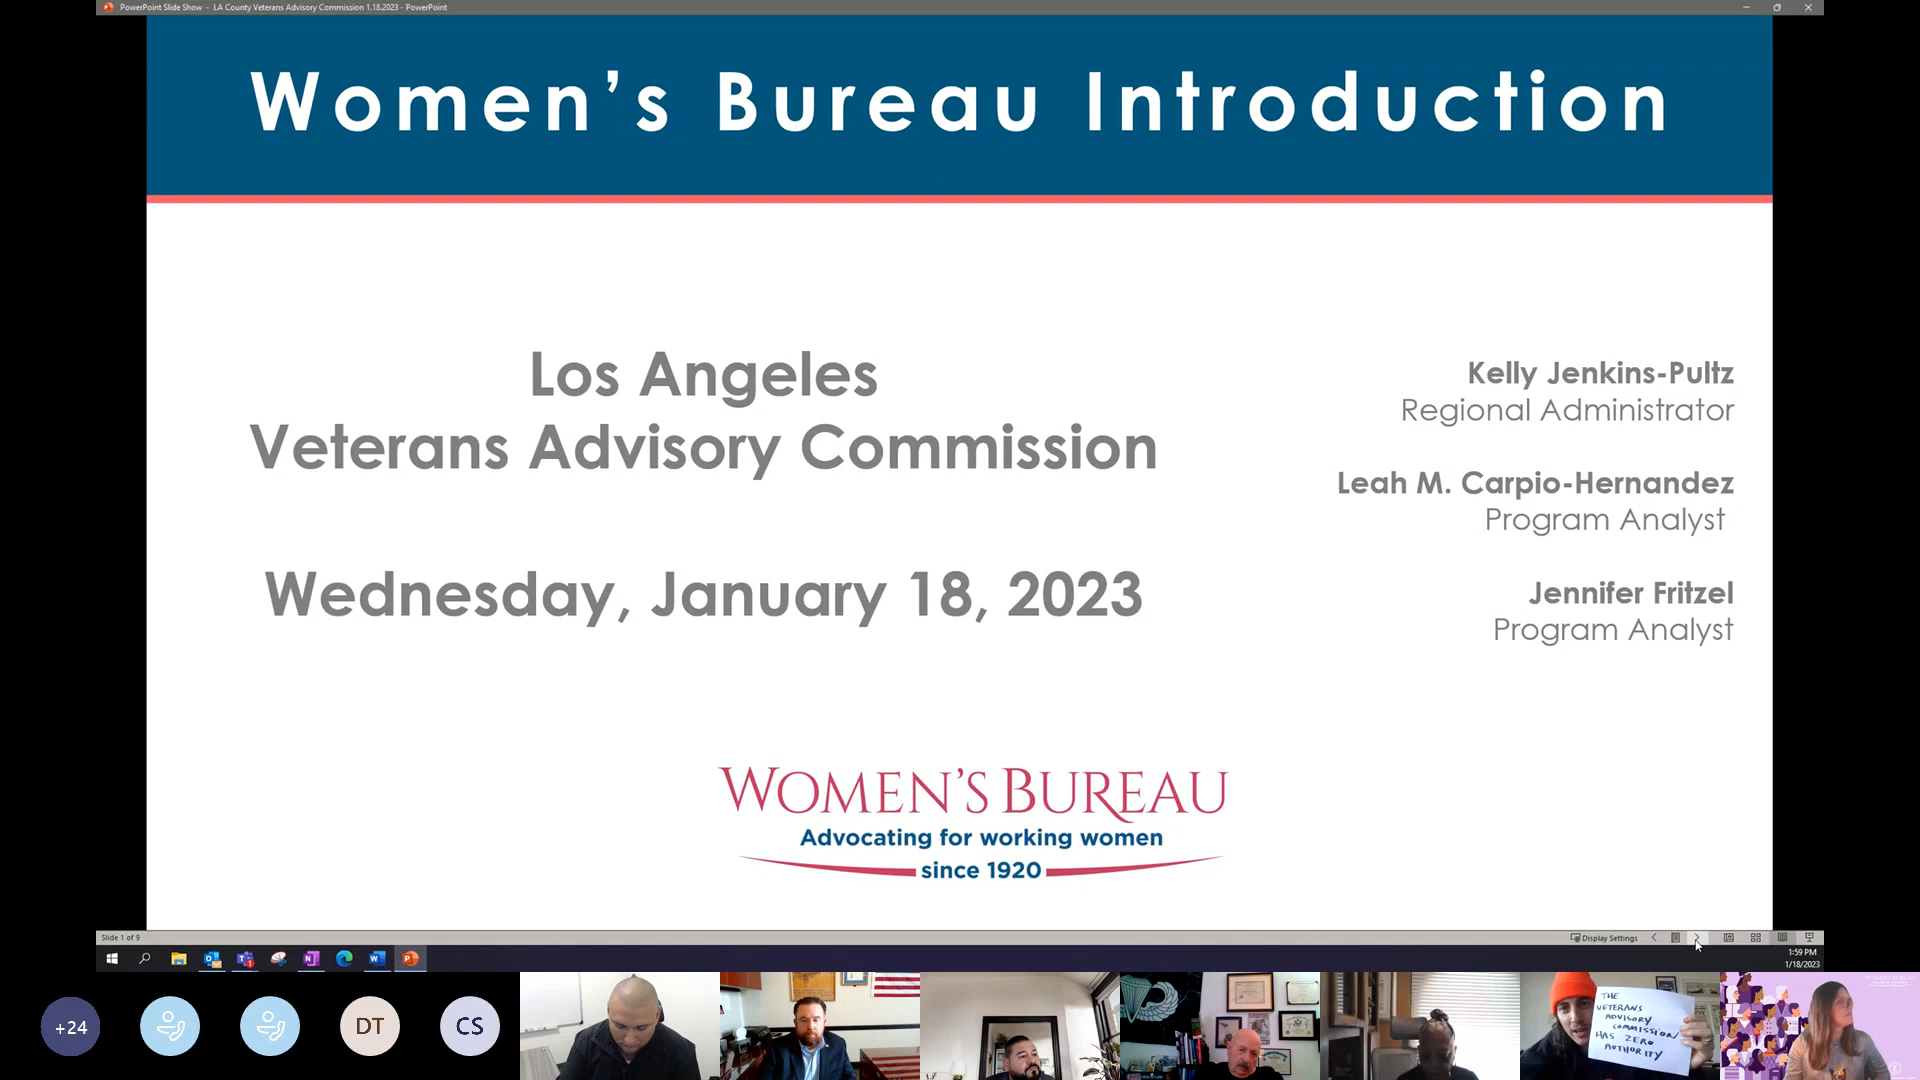 PowerPoint Slide Show - LA County Veterans Advisory Commission 1.18.2023 - PowerPoint
Women's Bureau Introduction
Los Angeles
Veterans Advisory Commission
Wednesday, January 18, 2023
Kelly Jenkins-Pultz
Regional Administrator
Leah M. Carpio-Hernandez
Program Analyst
Jennifer Fritzel
Program Analyst
WOMEN'S BUREAU
Advocating for working women
since 1920
Slide 1 of 9
Display Settings
1:59 PM
1/18/2023
+24
DT
CS
THE
VETERANS
ADVISORY
COMMISSION
HAS ZERO
AUTHORITY